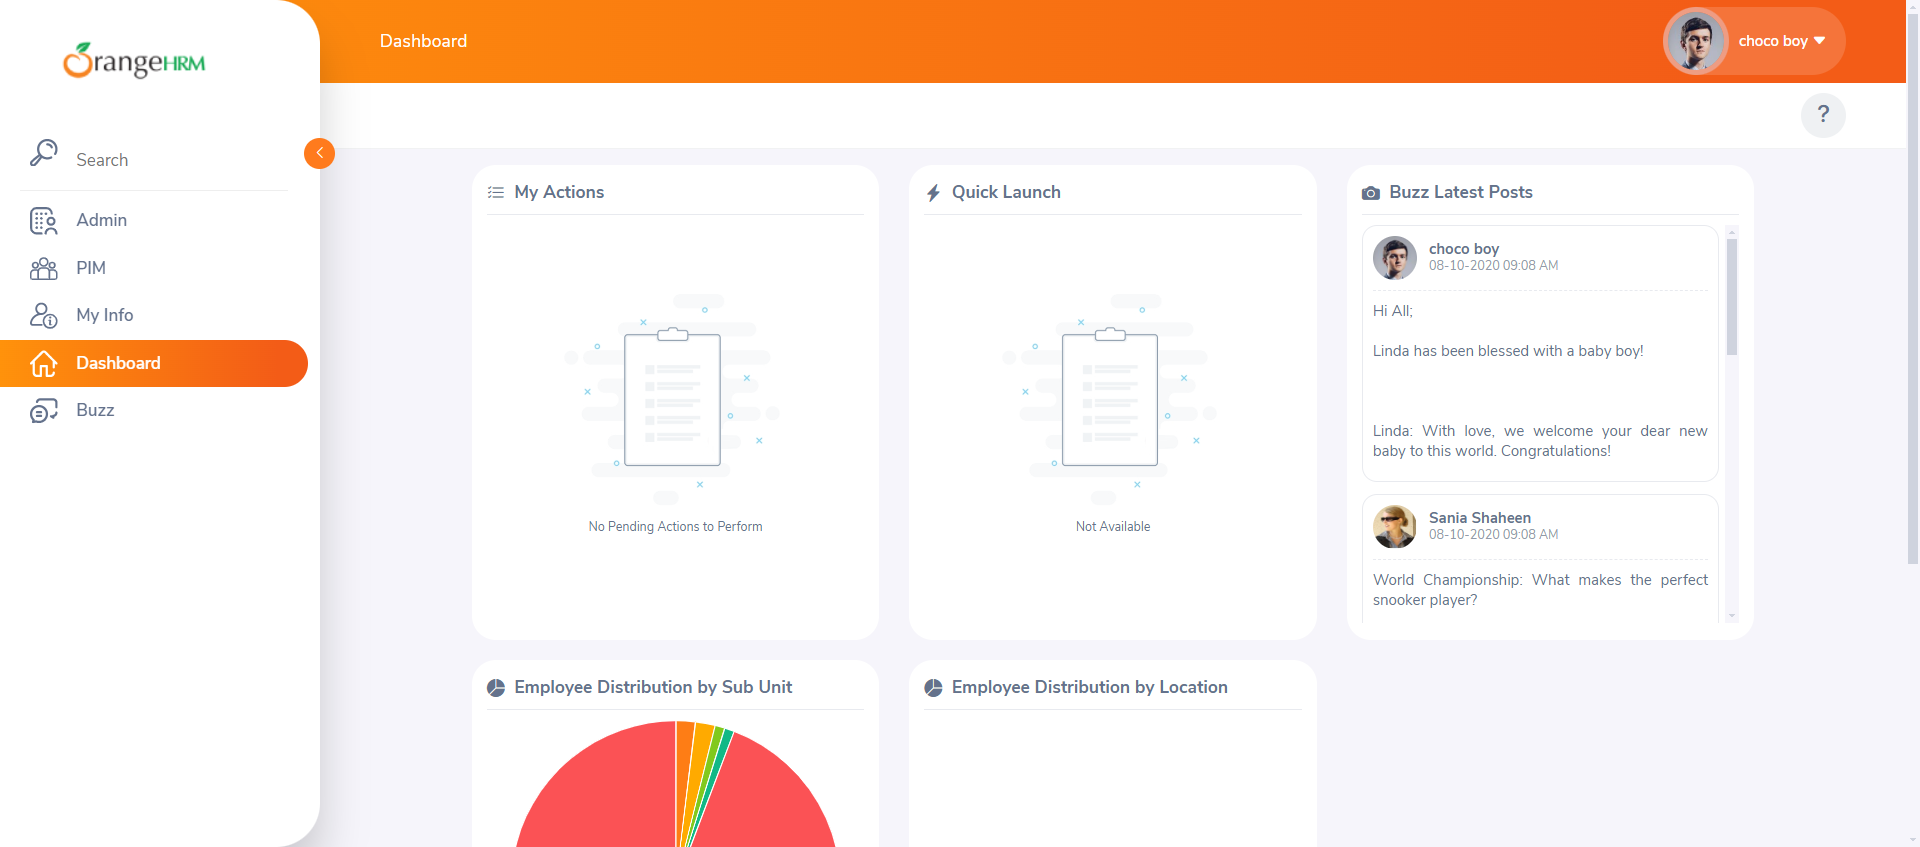 OrangeHRM
Dashboard
choco boy
?
Search
Admin
PIM
My Info
Dashboard
Buzz
My Actions
No Pending Actions to Perform
Quick Launch
Not Available
Buzz Latest Posts
choco boy
08-10-2020 09:08 AM
Hi All;
Linda has been blessed with a baby boy!
Linda: With love, we welcome your dear new
baby to this world. Congratulations!
Sania Shaheen
08-10-2020 09:08 AM
World Championship: What makes the perfect
snooker player?
Employee Distribution by Sub Unit
Employee Distribution by Location